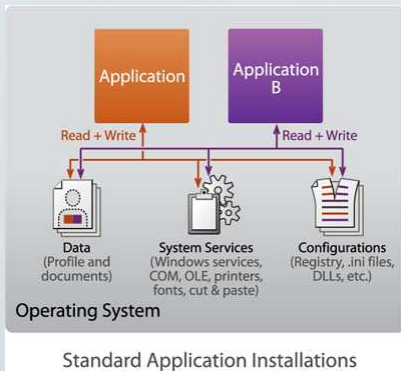 Application
Application
B
Read + Write
Read + Write
Data
(Profile and
documents)
System Services
(Windows services,
COM, OLE, printers,
fonts, cut & paste)
Configurations
(Registry, .ini files,
DLLs, etc.)
Operating System
Standard Application Installations